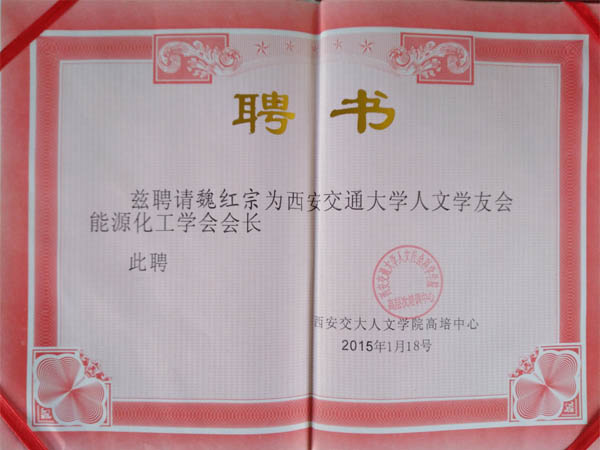 聘书
兹聘请魏红宗为西安交通大学人文学友会
能源化工学会会长
此聘
西安交大人文学院高培中心
2015年1月18号